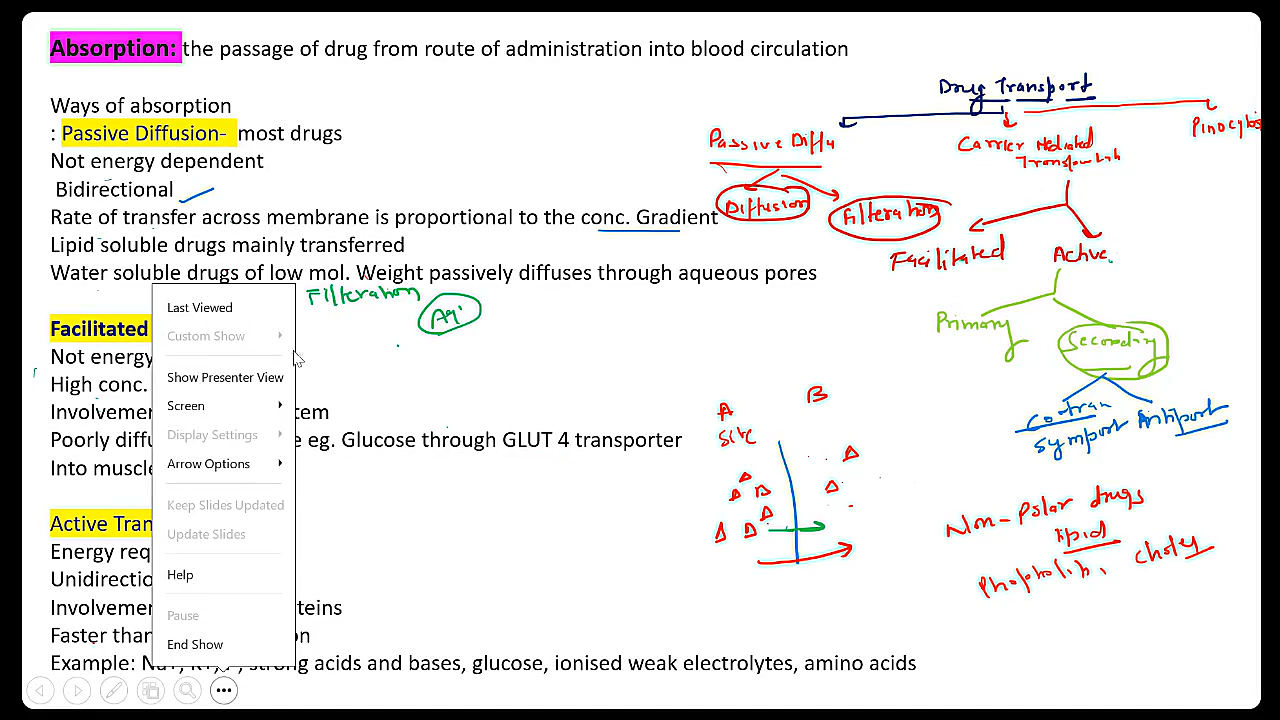 Absorption: the passage of drug from route of administration into blood circulation
Ways of absorption
: Passive Diffusion- most drugs
Not energy dependent
Bidirectional
Rate of transfer across membrane is proportional to the conc. Gradient
Lipid soluble drugs mainly transferred
Water soluble drugs of low mol. Weight passively diffuses through aqueous pores
Filteration
Aq.
Facilitated
Not energy
High conc.
Involvemen tem
Poorly diffu e eg. Glucose through GLUT 4 transporter
Into muscle
Active Tran
Energy req
Unidirectio
Involvemen teins
Faster than on
Example: strong acids and bases, glucose, ionised weak electrolytes, amino acids
Last Viewed
Custom Show
Show Presenter View
Screen
Display Settings
Arrow Options
Keep Slides Updated
Update Slides
Help
Pause
End Show
Drug Transport
Passive Diffu
Carrier Mediated
Pinocytos
Diffusion
Filteration
Facilitated
Active
Primary
Secondry
Cotran
Symport Antiport
A
Site
B
Non-Polar drugs
lipid